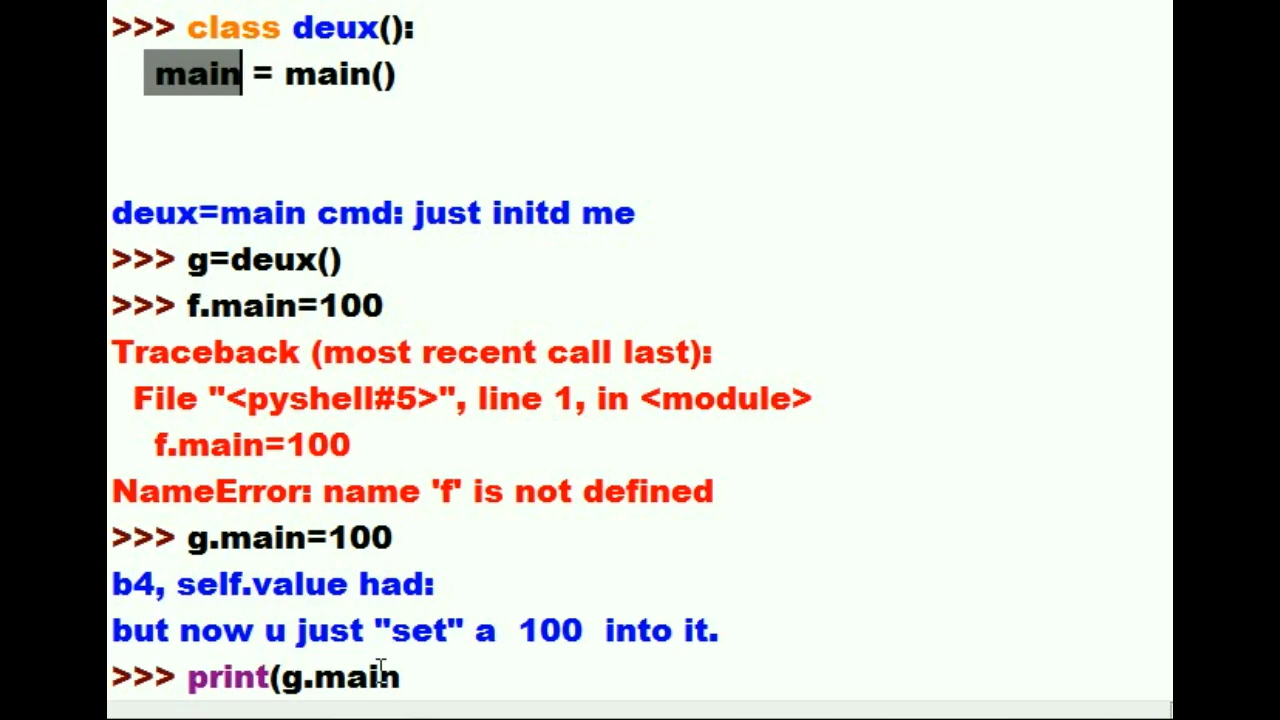 >>> class deux():
main = main()
deux=main cmd: just initd me
>>> g=deux()
>>> f.main=100
Traceback (most recent call last):
File "<pyshell#5>", line 1, in <module>
f.main=100
NameError: name 'f' is not defined
>>> g.main=100
b4, self.value had:
but now u just "set" a  100  into it.
>>> print(g.main